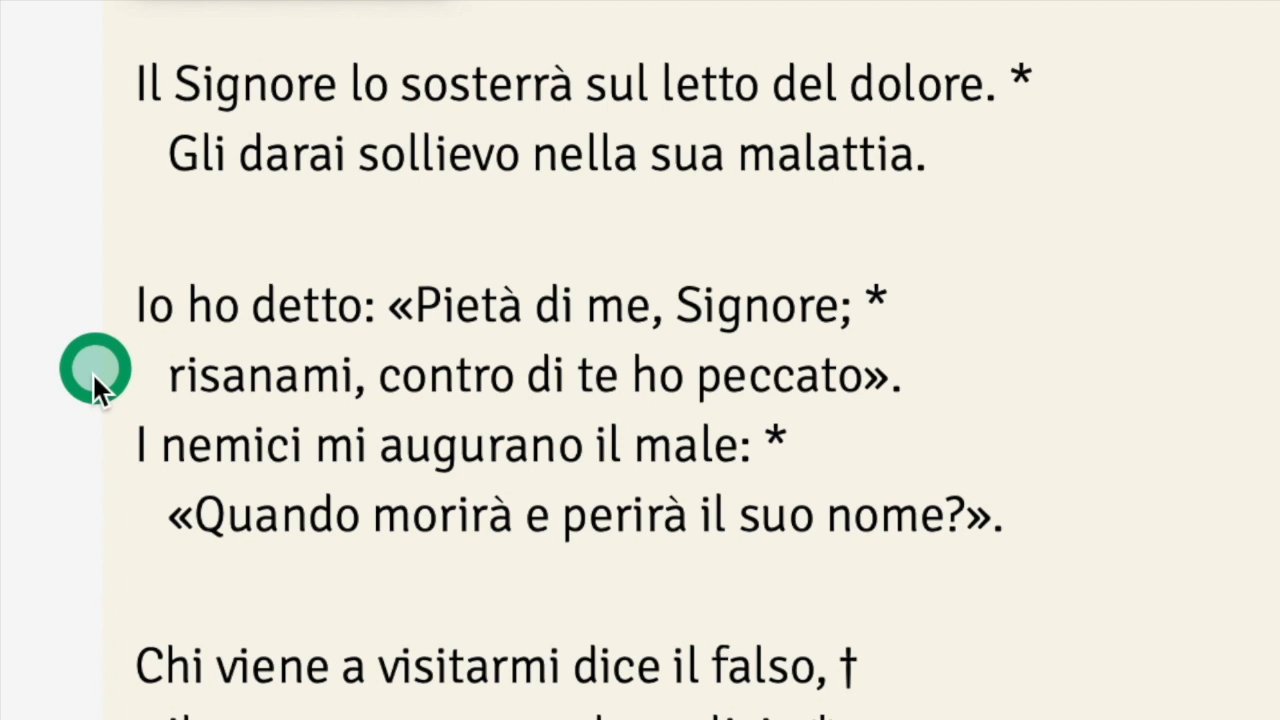 Il Signore lo sosterrà sul letto del dolore. *
Gli darai sollievo nella sua malattia.
Io ho detto: «Pietà di me, Signore; *
risanami, contro di te ho peccato».
I nemici mi augurano il male: *
«Quando morirà e perirà il suo nome?».
Chi viene a visitarmi dice il falso, †